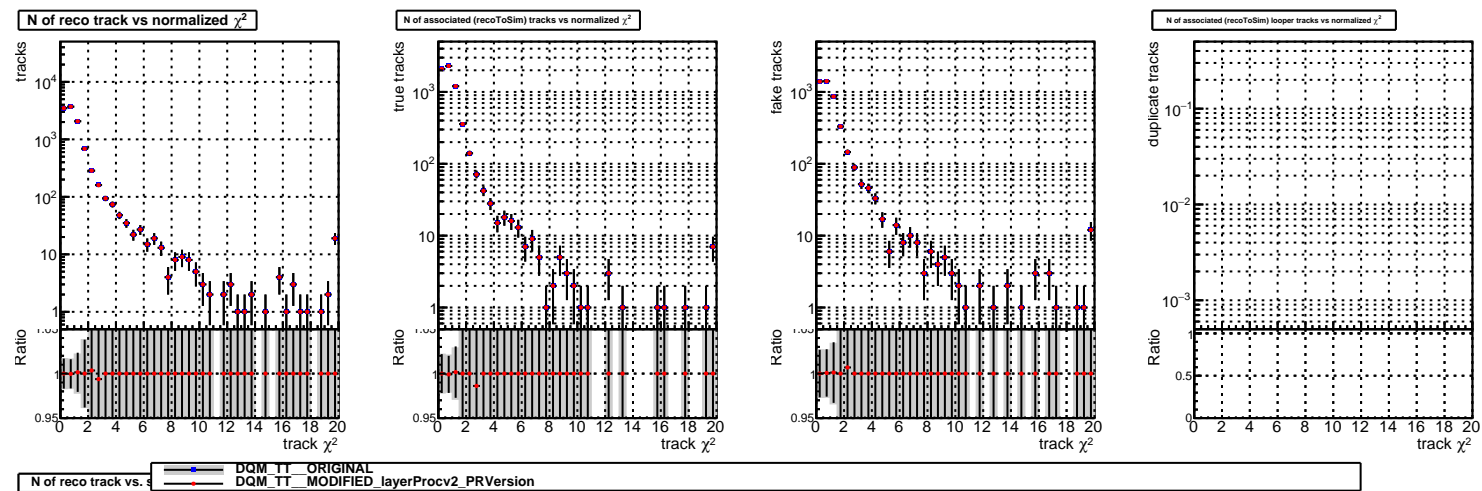 N of reco track vs normalized χ²
tracks
10⁴
10³
10²
10
1
Ratio
1.05
1
0.95
0 2 4 6 8 10 12 14 16 18 20
track χ²
N of associated (recoToSim) tracks vs normalized χ²
true tracks
10³
10²
10
1
Ratio
1.05
1
0.95
0 2 4 6 8 10 12 14 16 18 20
track χ²
fake tracks
10³
10²
10
1
Ratio
1.05
1
0.95
0 2 4 6 8 10 12 14 16 18 20
track χ²
N of associated (recoToSim) looper tracks vs normalized χ²
duplicate tracks
10⁻¹
10⁻²
10⁻³
Ratio
1
0.5
0
0 2 4 6 8 10 12 14 16 18 20
track χ²
N of reco track vs. s
DQM_TT__ORIGINAL
DQM_TT__MODIFIED_layerProcv2_PRVersion